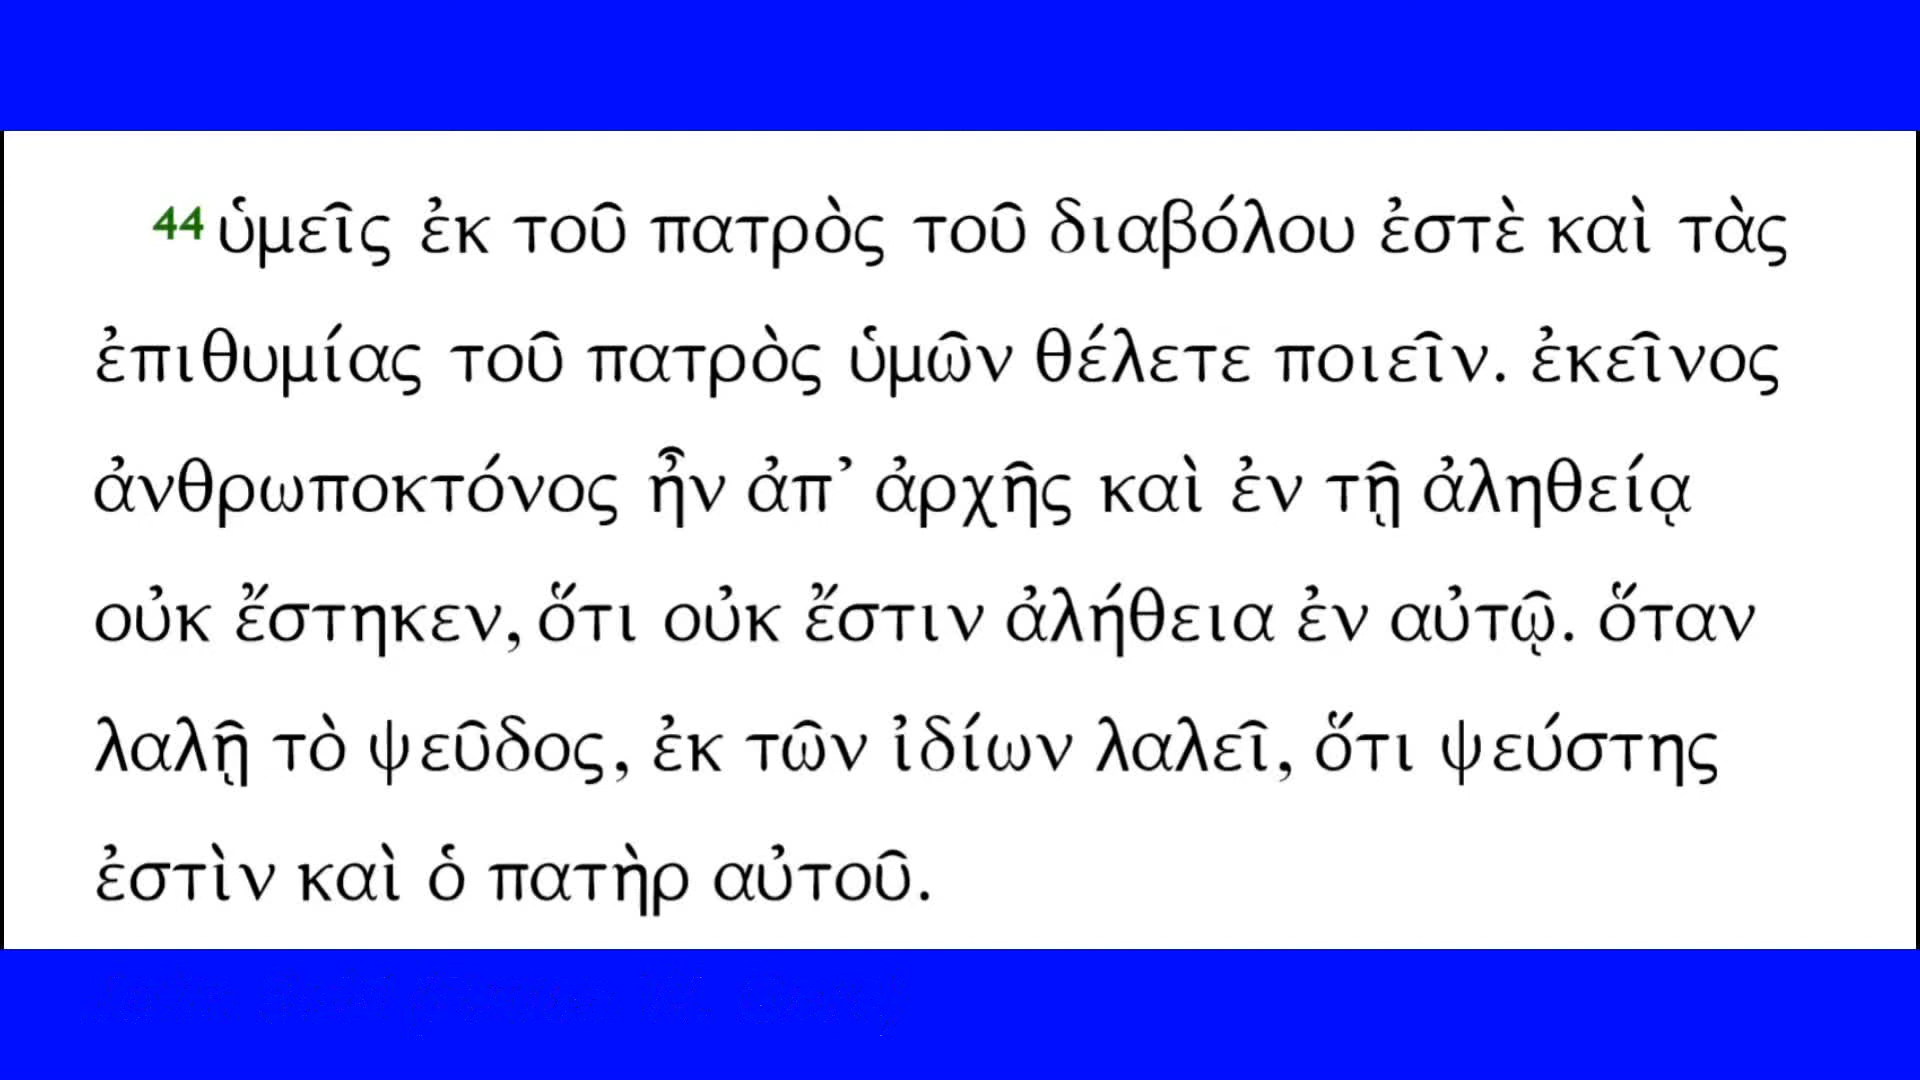 44 ὑμεῖς ἐκ τοῦ πατρὸς τοῦ διαβόλου ἐστὲ καὶ τὰς
ἐπιθυμίας τοῦ πατρὸς ὑμῶν θέλετε ποιεῖν. ἐκεῖνος
ἀνθρωποκτόνος ἦν ἀπ’ ἀρχῆς καὶ ἐν τῇ ἀληθείᾳ
οὐκ ἔστηκεν, ὅτι οὐκ ἔστιν ἀλήθεια ἐν αὐτῷ. ὅταν
λαλῇ τὸ ψεῦδος, ἐκ τῶν ἰδίων λαλεῖ, ὅτι ψεύστης
ἐστὶν καὶ ὁ πατὴρ αὐτοῦ.